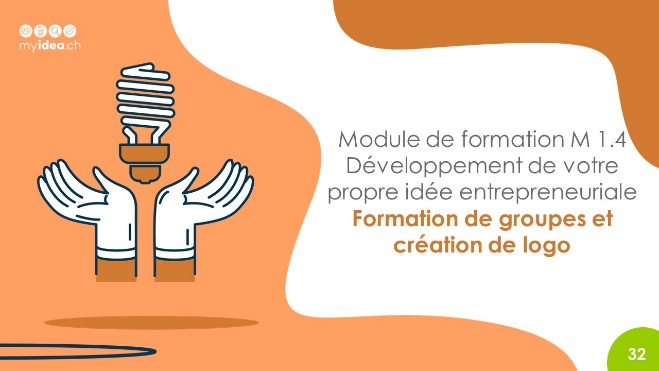 myidea.ch
Module de formation M 1.4
Développement de votre
propre idée entrepreneuriale
Formation de groupes et
création de logo
32